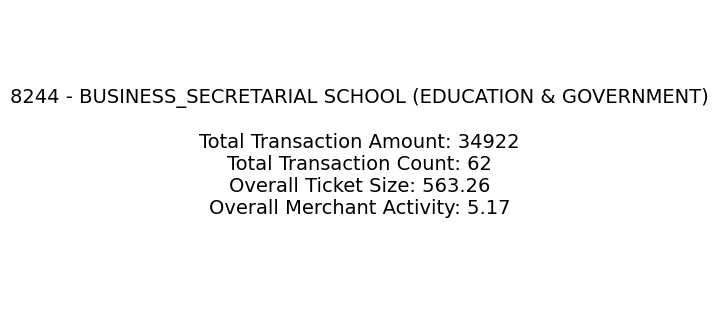 8244 - BUSINESS_SECRETARIAL SCHOOL (EDUCATION & GOVERNMENT)
Total Transaction Amount: 34922
Total Transaction Count: 62
Overall Ticket Size: 563.26
Overall Merchant Activity: 5.17